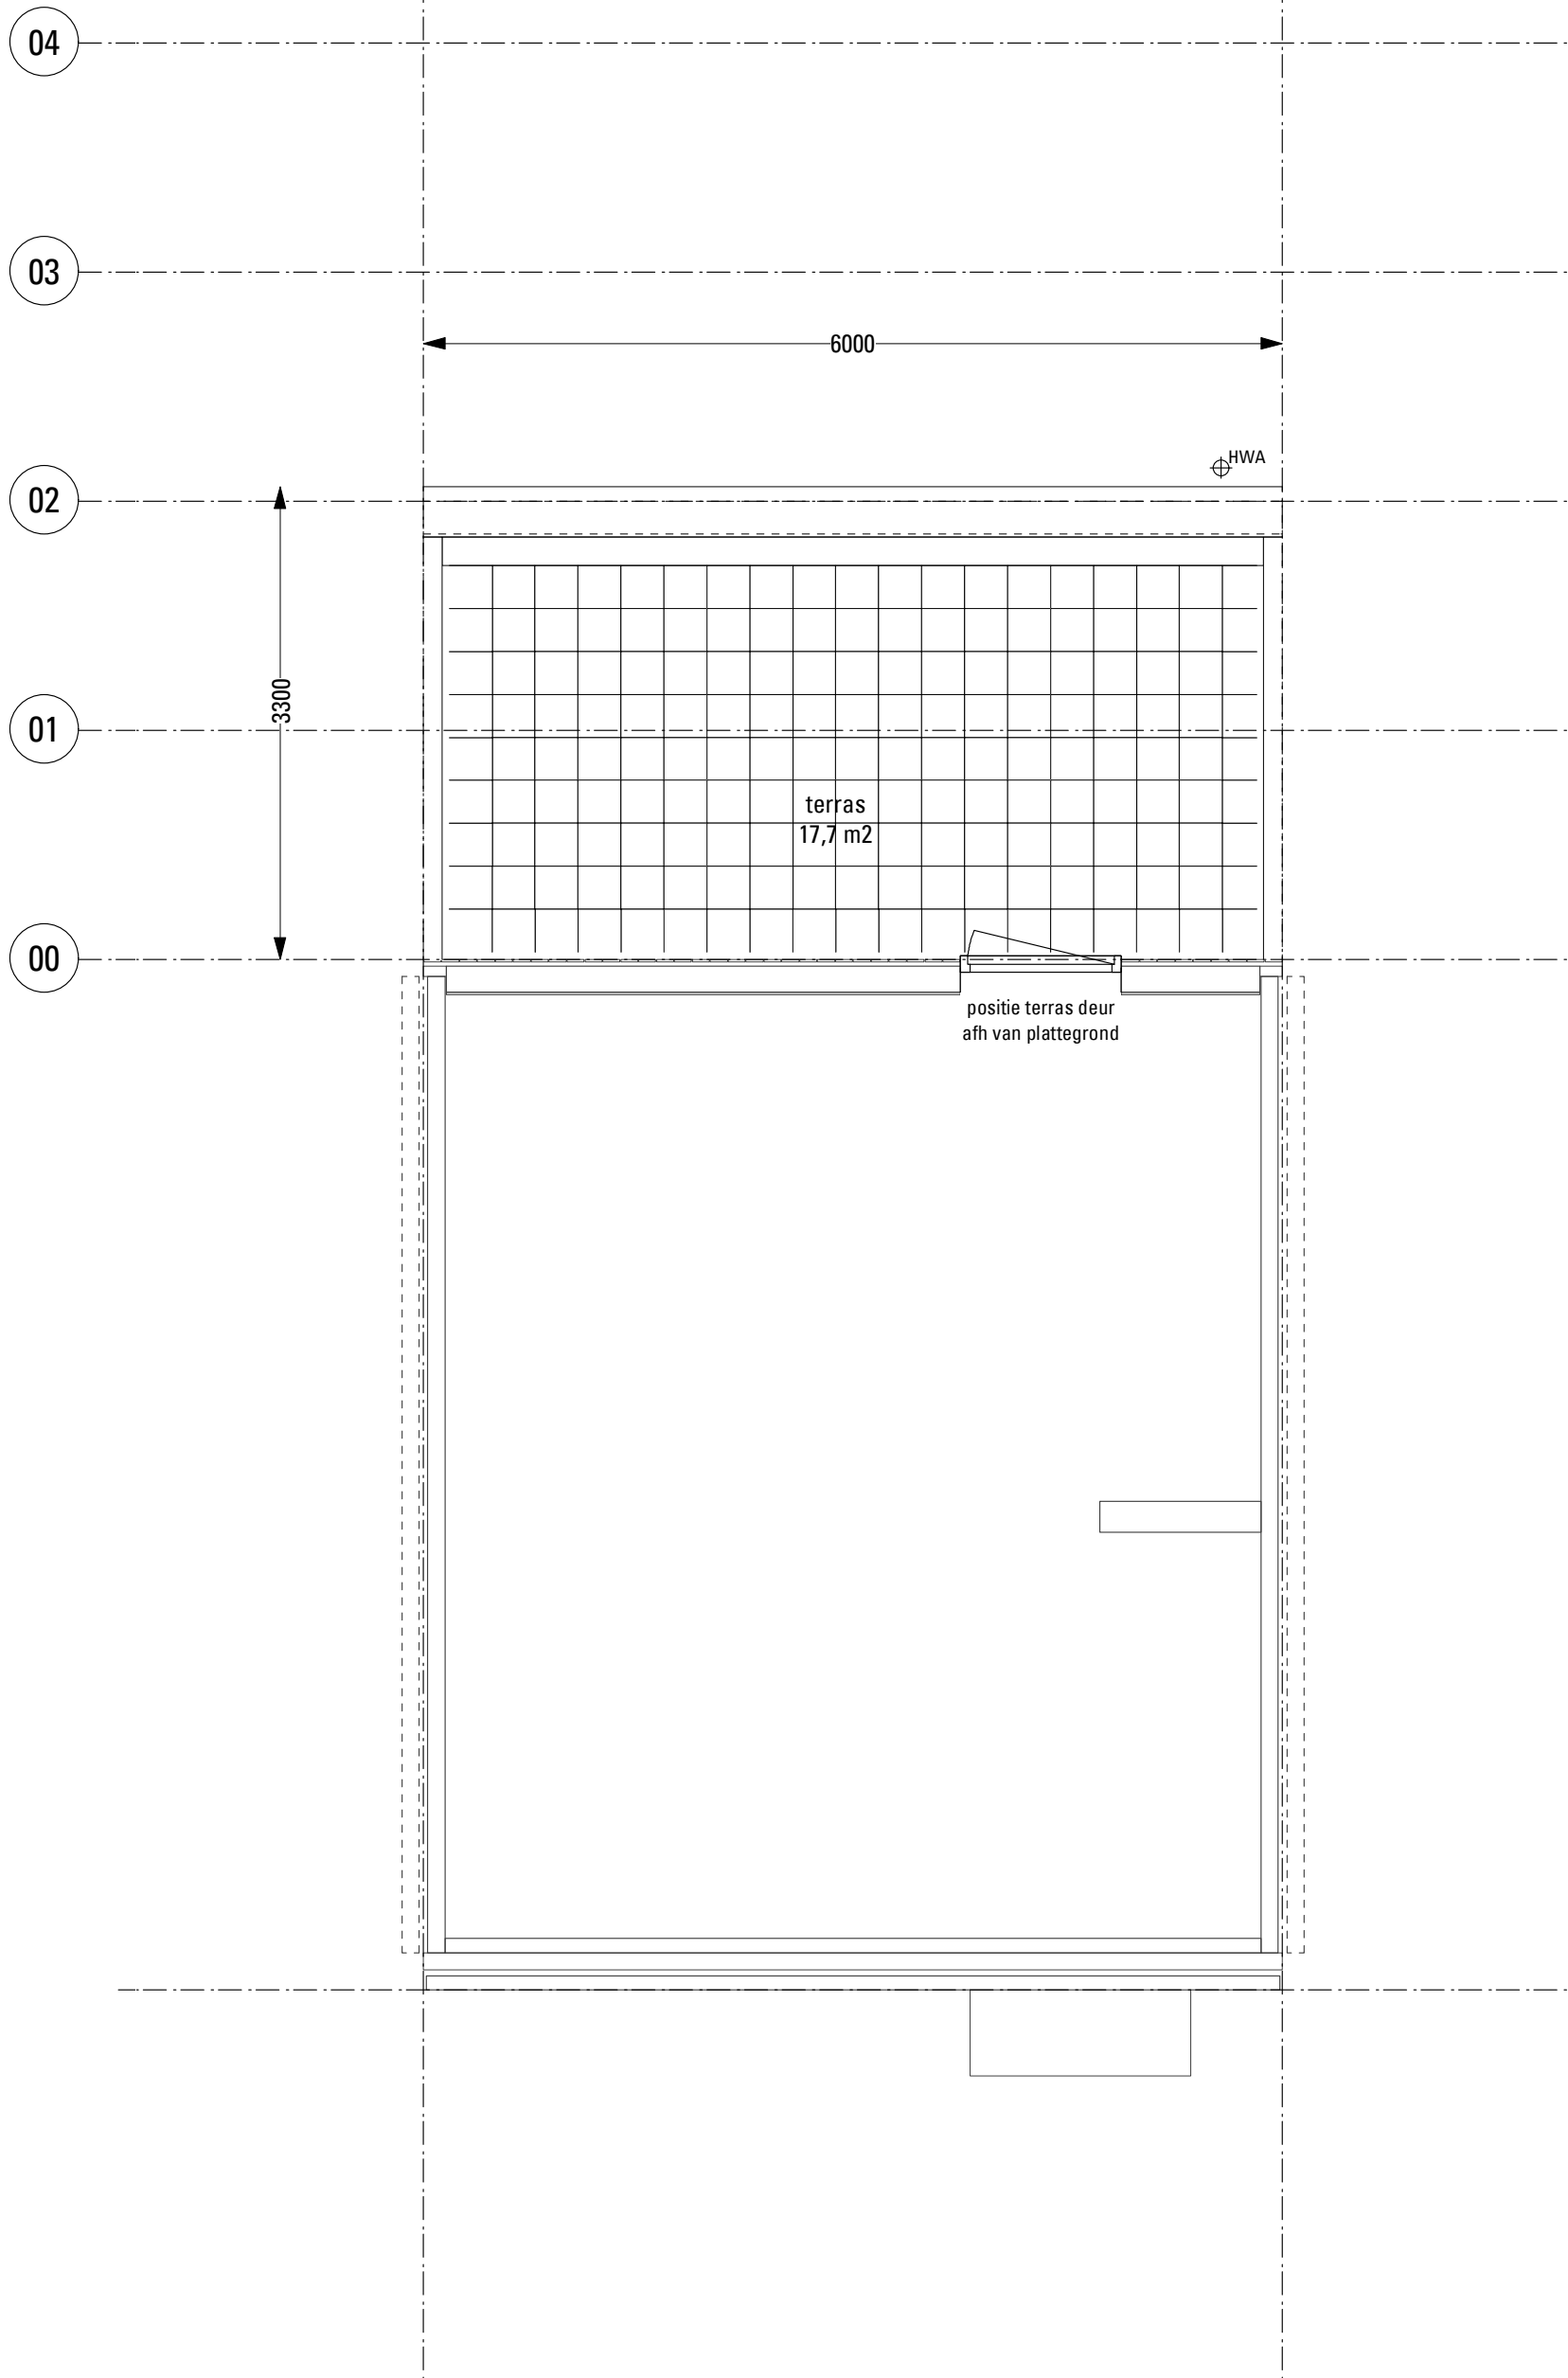 04
03
6000
HWA
02
3300
01
terras
17,7 m2
00
positie terras deur
afh van plattegrond